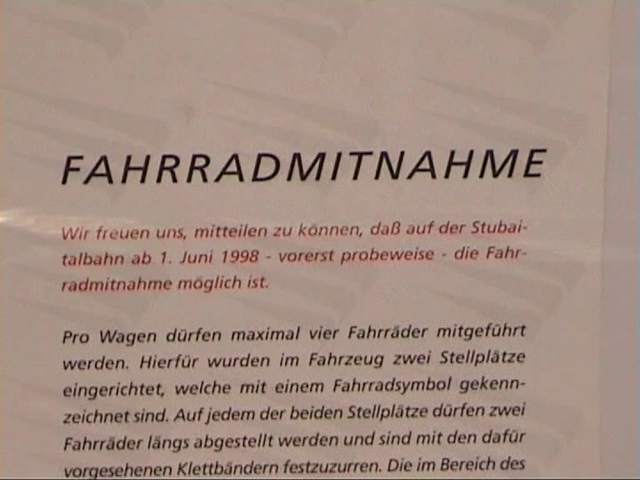 FAHRRADMITNAHME
Wir freuen uns, mitteilen zu können, daß auf der Stubai-
talbahn ab 1. Juni 1998 - vorerst probeweise - die Fahr-
radmitnahme möglich ist.
Pro Wagen dürfen maximal vier Fahrräder mitgeführt
werden. Hierfür wurden im Fahrzeug zwei Stellplätze
eingerichtet, welche mit einem Fahrradsymbol gekenn-
zeichnet sind. Auf jedem der beiden Stellplätze dürfen zwei
Fahrräder längs abgestellt werden und sind mit den dafür
vorgesehenen Klettbändern festzuzurren. Die im Bereich des